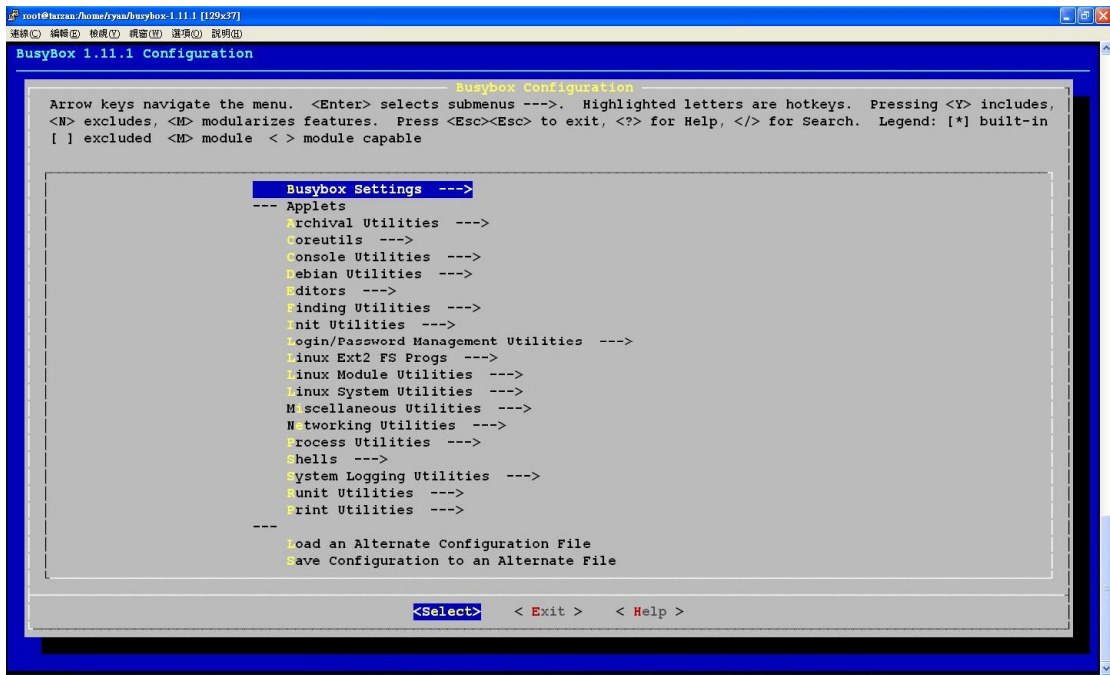 root@tarzan:/home/ryan/busybox-1.11.1 [129x37]
連線(C) 編輯(E) 檢視(V) 視窗(W) 選項(O) 說明(H)
BusyBox 1.11.1 Configuration
Busybox Configuration
Arrow keys navigate the menu. <Enter> selects submenus --->. Highlighted letters are hotkeys. Pressing <Y> includes,
<N> excludes, <M> modularizes features. Press <Esc><Esc> to exit, <?> for Help, </> for Search. Legend: [*] built-in
[ ] excluded <M> module < > module capable
Busybox Settings --->
--- Applets
Archival Utilities --->
Coreutils --->
Console Utilities --->
Debian Utilities --->
Editors --->
Finding Utilities --->
Init Utilities --->
Login/Password Management Utilities --->
Linux Ext2 FS Progs --->
Linux Module Utilities --->
Linux System Utilities --->
Miscellaneous Utilities --->
Networking Utilities --->
Process Utilities --->
Shells --->
System Logging Utilities --->
Runit Utilities --->
Print Utilities --->
---
Load an Alternate Configuration File
Save Configuration to an Alternate File
<Select> < Exit > < Help >